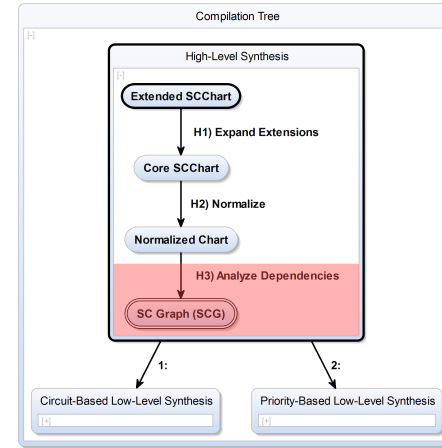 Compilation Tree
[-]
High-Level Synthesis
[-]
Extended SCChart
H1) Expand Extensions
Core SCChart
H2) Normalize
Normalized Chart
H3) Analyze Dependencies
SC Graph (SCG)
1:
2:
Circuit-Based Low-Level Synthesis
[+]
Priority-Based Low-Level Synthesis
[+]